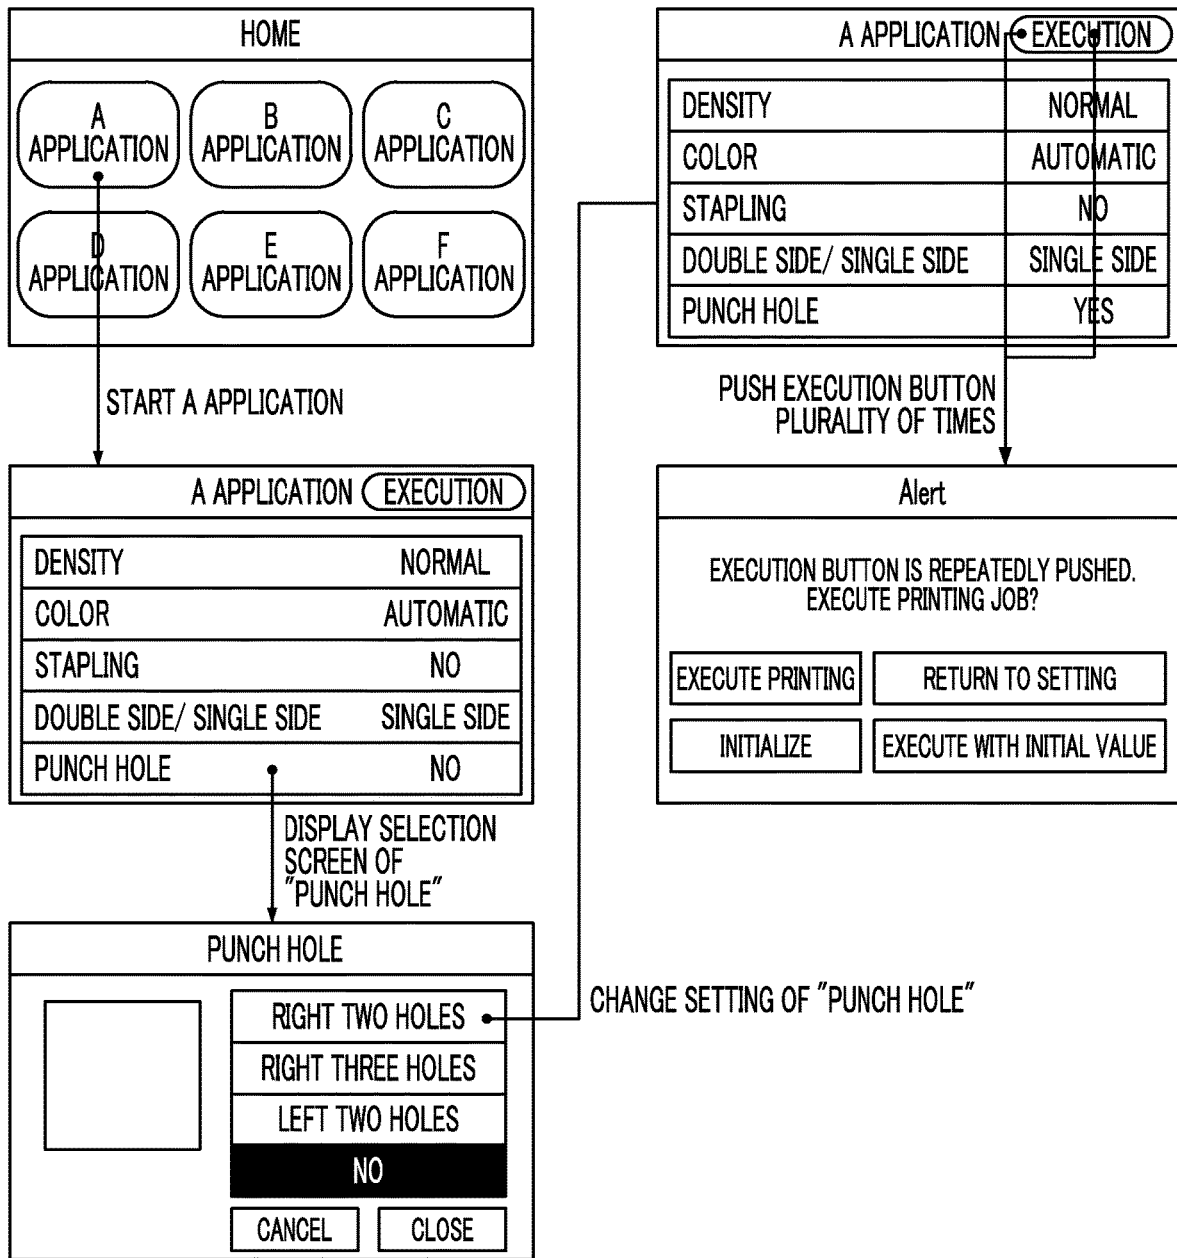 HOME
A
APPLICATION
B
APPLICATION
C
APPLICATION
D
APPLICATION
E
APPLICATION
F
APPLICATION
START A APPLICATION
A APPLICATION EXECUTION
DENSITY NORMAL
COLOR AUTOMATIC
STAPLING NO
DOUBLE SIDE/ SINGLE SIDE SINGLE SIDE
PUNCH HOLE NO
DISPLAY SELECTION
SCREEN OF
"PUNCH HOLE"
PUNCH HOLE
RIGHT TWO HOLES
RIGHT THREE HOLES
LEFT TWO HOLES
NO
CANCEL CLOSE
CHANGE SETTING OF "PUNCH HOLE"
A APPLICATION EXECUTION
DENSITY NORMAL
COLOR AUTOMATIC
STAPLING NO
DOUBLE SIDE/ SINGLE SIDE SINGLE SIDE
PUNCH HOLE YES
PUSH EXECUTION BUTTON
PLURALITY OF TIMES
Alert
EXECUTION BUTTON IS REPEATEDLY PUSHED.
EXECUTE PRINTING JOB?
EXECUTE PRINTING RETURN TO SETTING
INITIALIZE EXECUTE WITH INITIAL VALUE